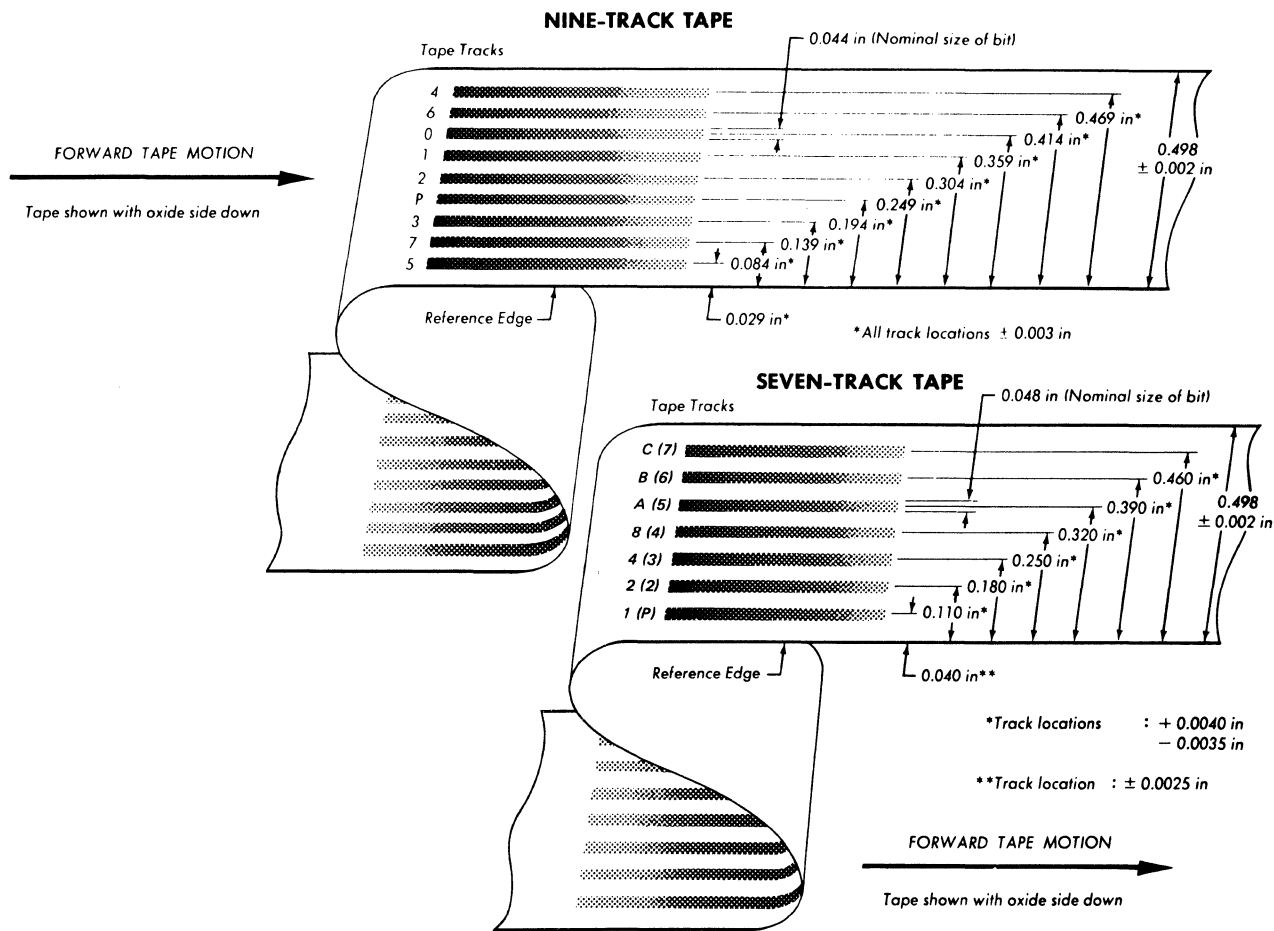 NINE-TRACK TAPE
Tape Tracks
0.044 in (Nominal size of bit)
4
6
0
1
2
P
3
7
5
0.469 in*
0.414 in*
0.359 in*
0.304 in*
0.249 in*
0.194 in*
0.139 in*
0.084 in*
0.029 in*
0.498
± 0.002 in
FORWARD TAPE MOTION
Tape shown with oxide side down
Reference Edge
*All track locations ± 0.003 in
SEVEN-TRACK TAPE
Tape Tracks
0.048 in (Nominal size of bit)
C (7)
B (6)
A (5)
8 (4)
4 (3)
2 (2)
1 (P)
0.460 in*
0.390 in*
0.320 in*
0.250 in*
0.180 in*
0.110 in*
0.040 in**
0.498
± 0.002 in
Reference Edge
*Track locations : + 0.0040 in
− 0.0035 in
**Track location : ± 0.0025 in
FORWARD TAPE MOTION
Tape shown with oxide side down